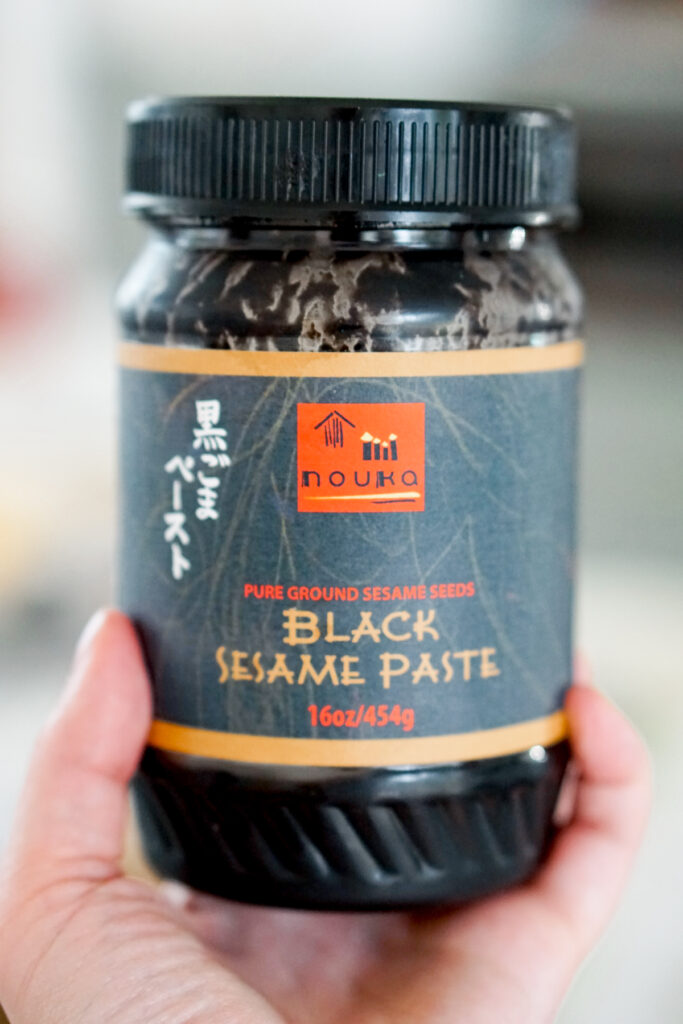 黒ごま
ペースト
nouka
PURE GROUND SESAME SEEDS
BLACK
SESAME PASTE
16oz/454g